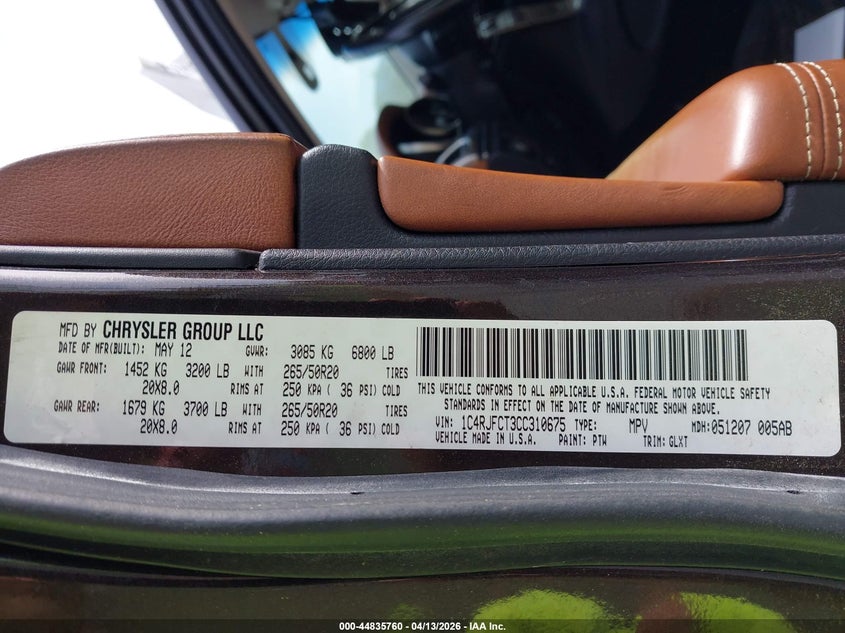 MFD BY CHRYSLER GROUP LLC
DATE OF MFR(BUILT): MAY 12 GVWR: 3085 KG 6800 LB
GAWR FRONT: 1452 KG 3200 LB WITH 265/50R20 TIRES
20X8.0 RIMS AT 250 KPA ( 36 PSI) COLD
GAWR REAR: 1679 KG 3700 LB WITH 265/50R20 TIRES
20X8.0 RIMS AT 250 KPA ( 36 PSI) COLD
THIS VEHICLE CONFORMS TO ALL APPLICABLE U.S.A. FEDERAL MOTOR VEHICLE SAFETY
STANDARDS IN EFFECT ON THE DATE OF MANUFACTURE SHOWN ABOVE.
VIN: 1C4RJFCT3CC310675 TYPE: MPV MDH: 051207 005AB
VEHICLE MADE IN U.S.A. PAINT: PTW TRIM: GLXT
000-44835760 - 04/13/2026 - IAA Inc.